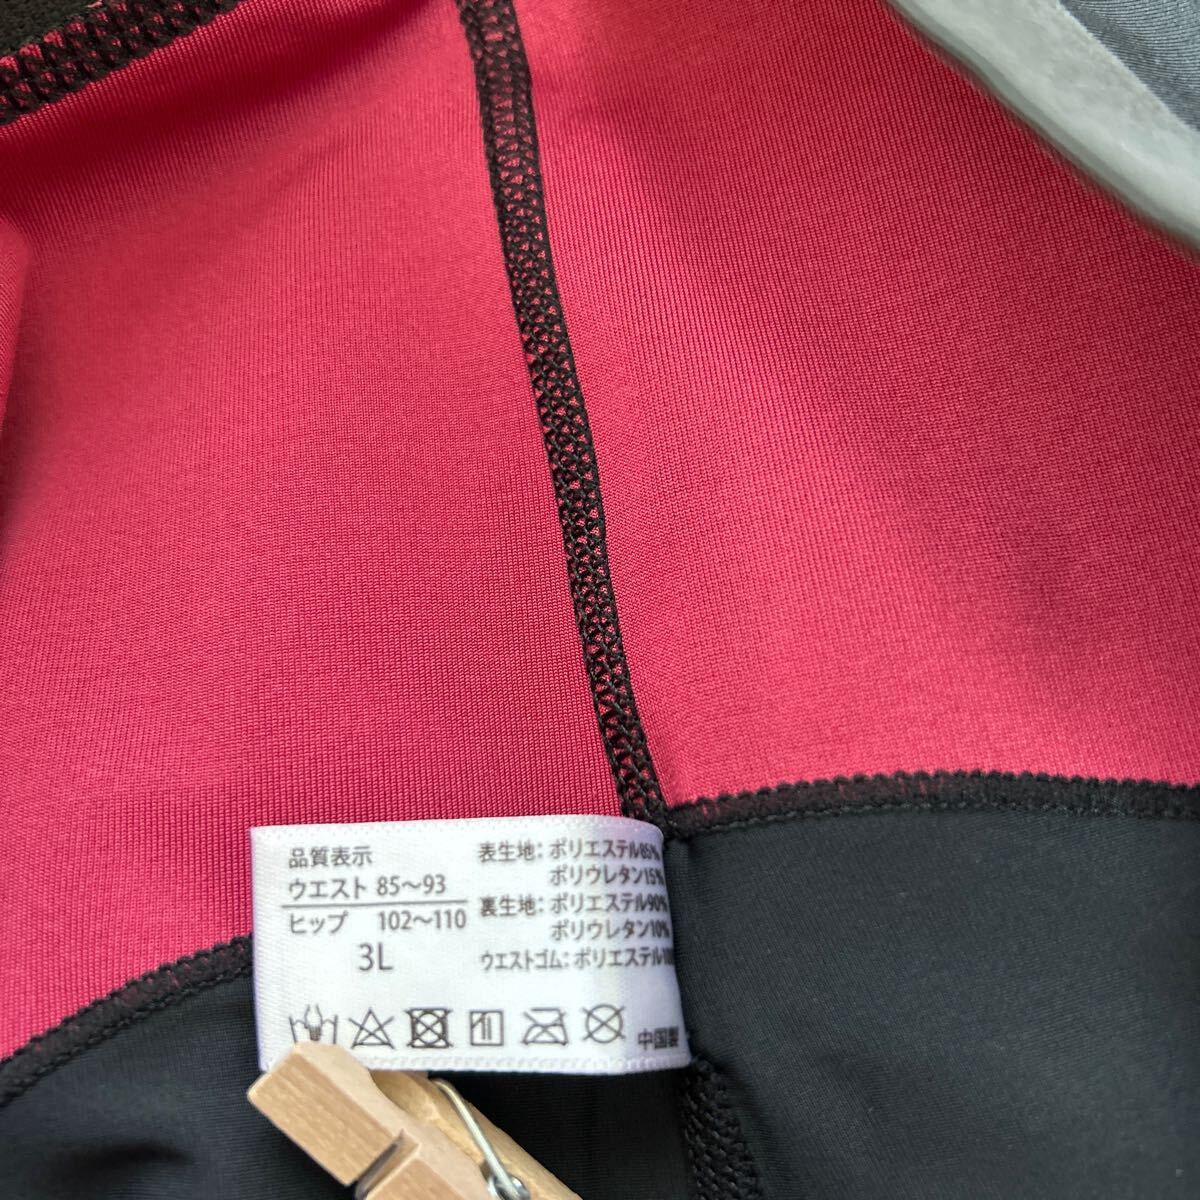 品質表示
ウエスト 85～93
ヒップ 102～110
3L
表生地：ポリエステル85%
ポリウレタン15%
裏生地：ポリエステル90%
ポリウレタン10%
ウエストゴム：ポリエステル
中国製